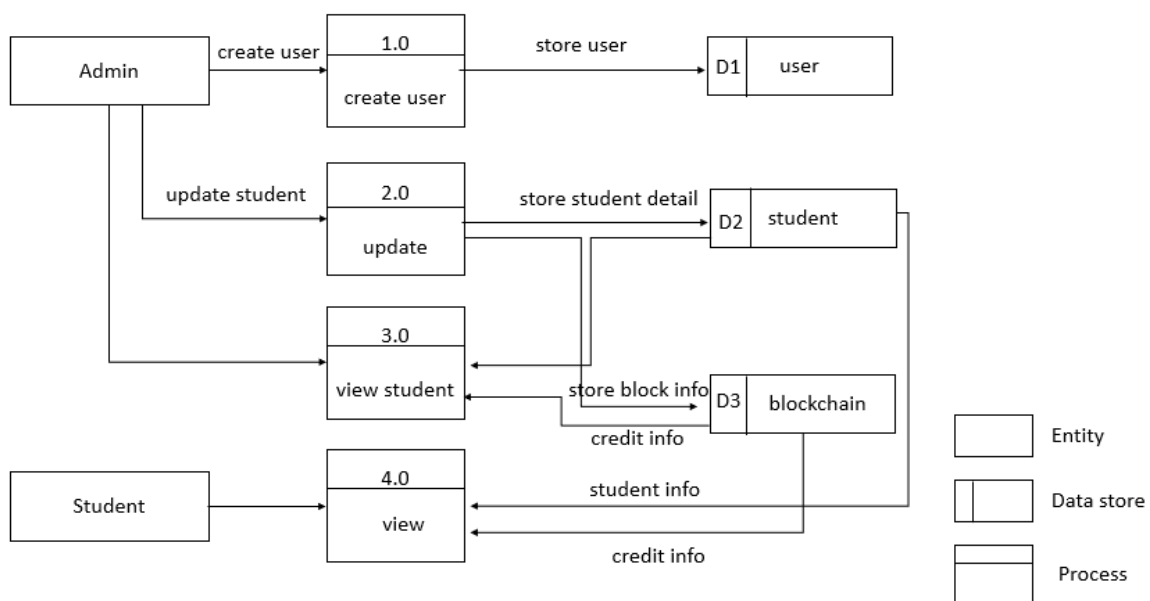 Admin
create user
1.0
create user
store user
D1
user
update student
2.0
update
store student detail
D2
student
3.0
view student
store block info
credit info
D3
blockchain
Student
4.0
view
student info
credit info
Entity
Data store
Process